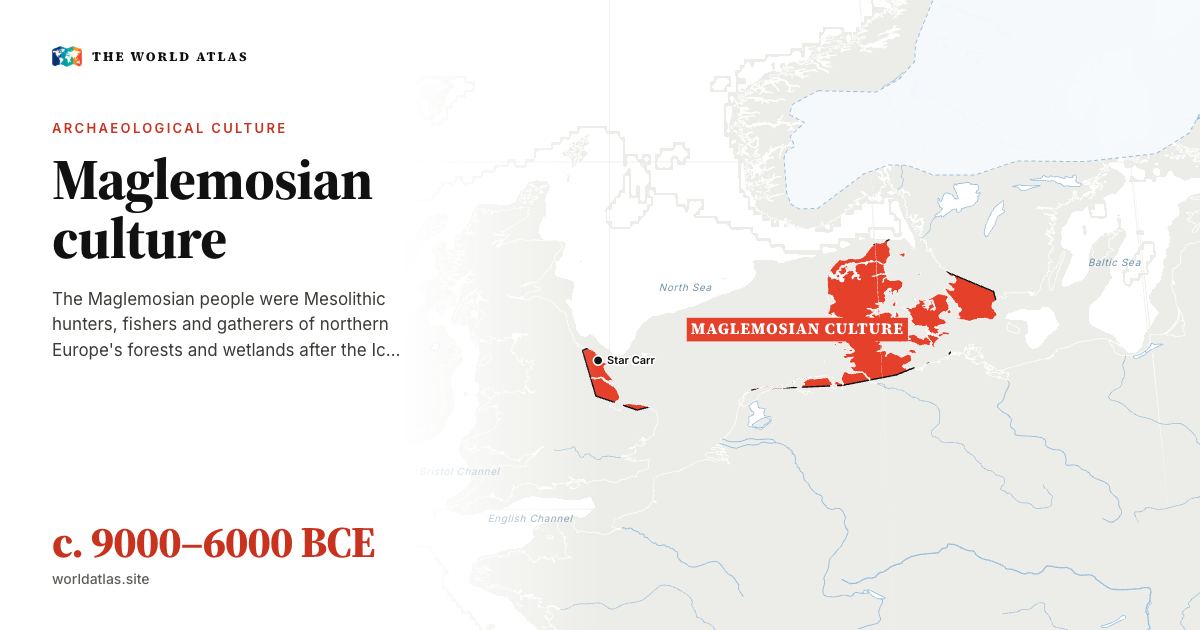 THE WORLD ATLAS
ARCHAEOLOGICAL CULTURE
Maglemosian
culture
The Maglemosian people were Mesolithic
hunters, fishers and gatherers of northern
Europe's forests and wetlands after the Ic...
c. 9000–6000 BCE
worldatlas.site
Baltic Sea
North Sea
MAGLEMOSIAN CULTURE
Star Carr
Bristol Channel
English Channel